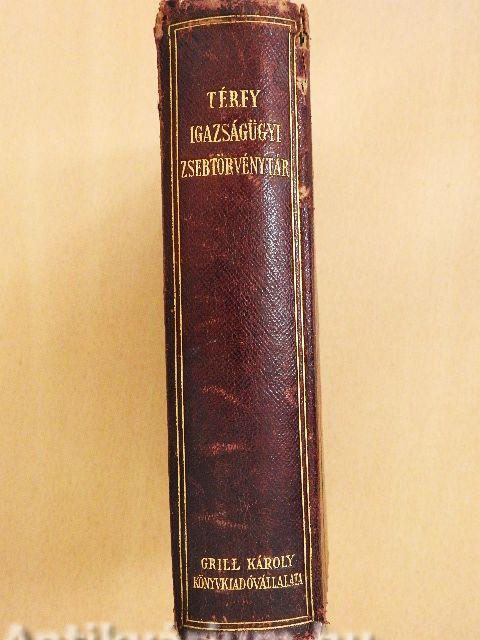 TÉRFY
IGAZSÁGÜGYI
ZSEBTÖRVÉNYTÁR
GRILL KÁROLY
KÖNYVKIADÓVÁLLALATA